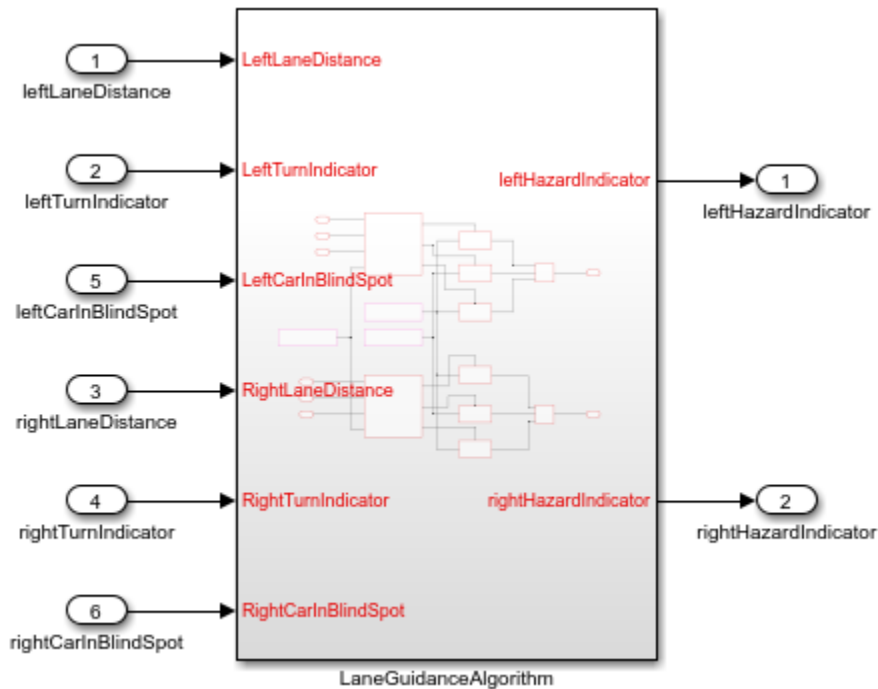 1
leftLaneDistance
LeftLaneDistance
2
leftTurnIndicator
LeftTurnIndicator
5
leftCarInBlindSpot
LeftCarInBlindSpot
3
rightLaneDistance
RightLaneDistance
4
rightTurnIndicator
RightTurnIndicator
6
rightCarInBlindSpot
RightCarInBlindSpot
leftHazardIndicator
1
leftHazardIndicator
rightHazardIndicator
2
rightHazardIndicator
LaneGuidanceAlgorithm